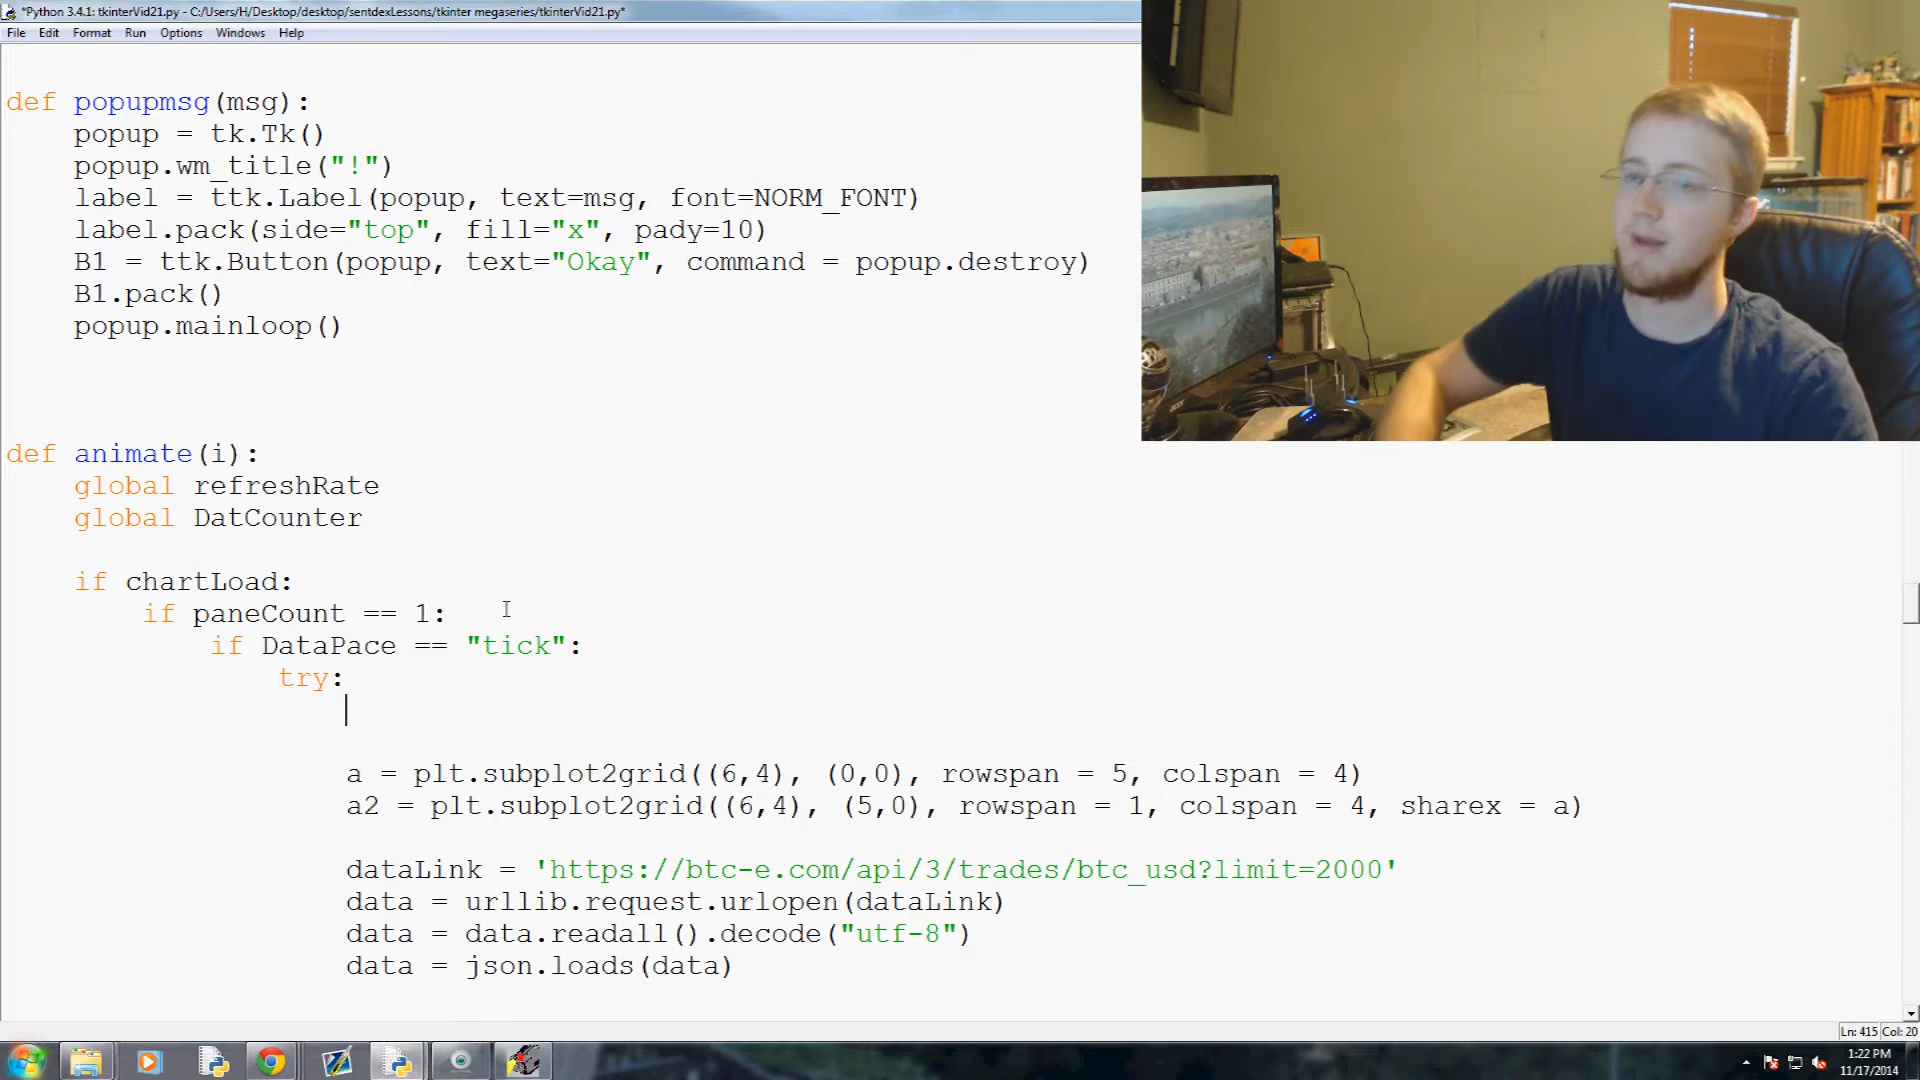 *Python 3.4.1: tkinterVid21.py - C:/Users/H/Desktop/desktop/sentdexLessons/tkinter megaseries/tkinterVid21.py*
File Edit Format Run Options Windows Help
def popupmsg(msg):
popup = tk.Tk()
popup.wm_title("!")
label = ttk.Label(popup, text=msg, font=NORM_FONT)
label.pack(side="top", fill="x", pady=10)
B1 = ttk.Button(popup, text="Okay", command = popup.destroy)
B1.pack()
popup.mainloop()
def animate(i):
global refreshRate
global DatCounter
if chartLoad:
if paneCount == 1:
if DataPace == "tick":
try:
a = plt.subplot2grid((6,4), (0,0), rowspan = 5, colspan = 4)
a2 = plt.subplot2grid((6,4), (5,0), rowspan = 1, colspan = 4, sharex = a)
dataLink = 'https://btc-e.com/api/3/trades/btc_usd?limit=2000'
data = urllib.request.urlopen(dataLink)
data = data.readall().decode("utf-8")
data = json.loads(data)
Ln: 415 Col: 20
1:22 PM
11/17/2014